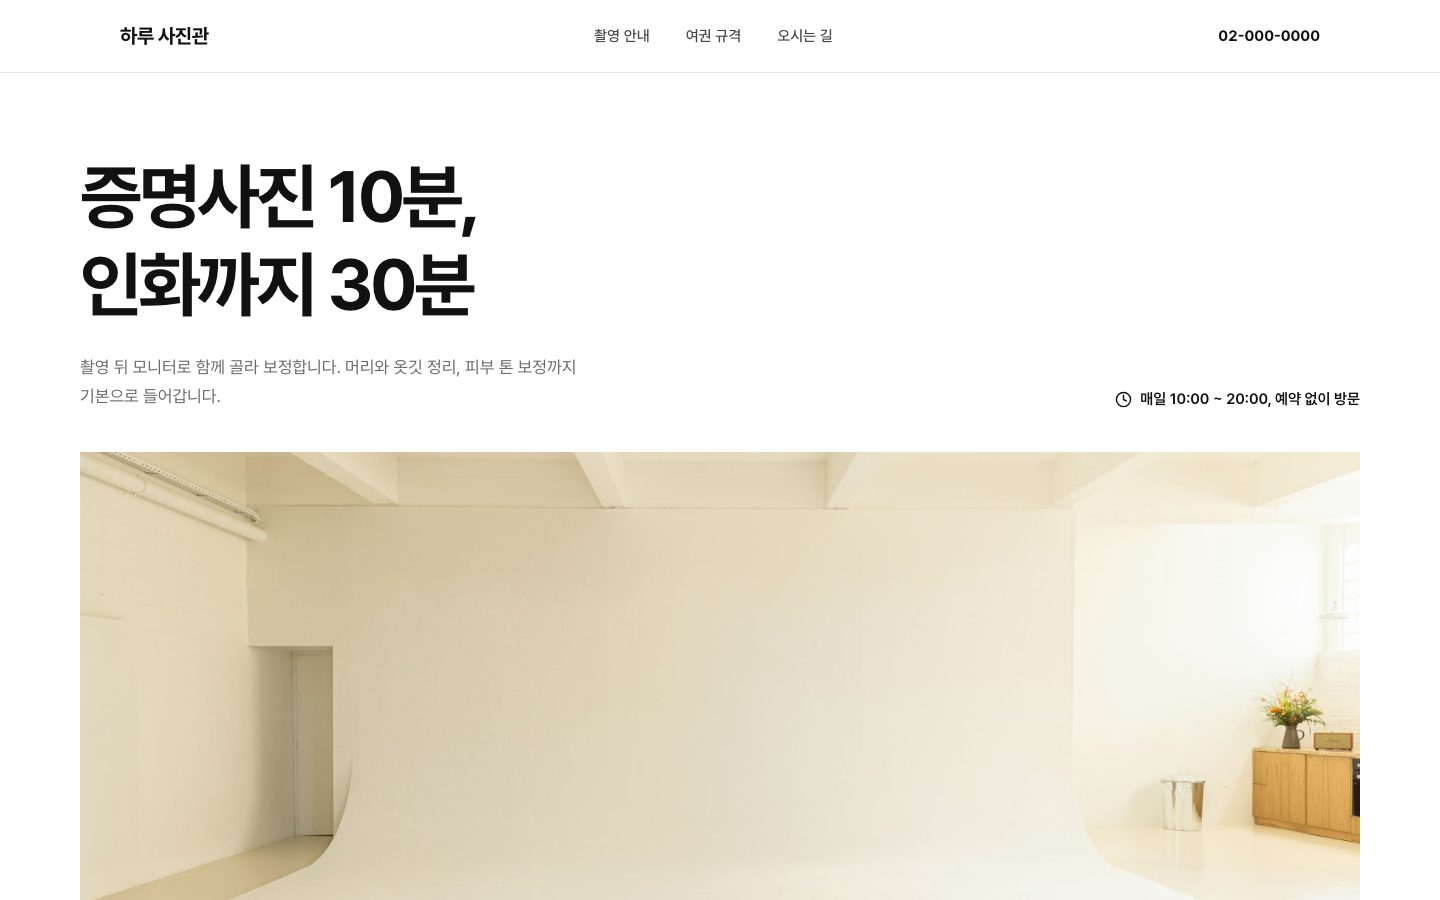 하루 사진관
촬영 안내
여권 규격
오시는 길
02-000-0000
증명사진 10분,
인화까지 30분
촬영 뒤 모니터로 함께 골라 보정합니다. 머리와 옷깃 정리, 피부 톤 보정까지
기본으로 들어갑니다.
매일 10:00 ~ 20:00, 예약 없이 방문